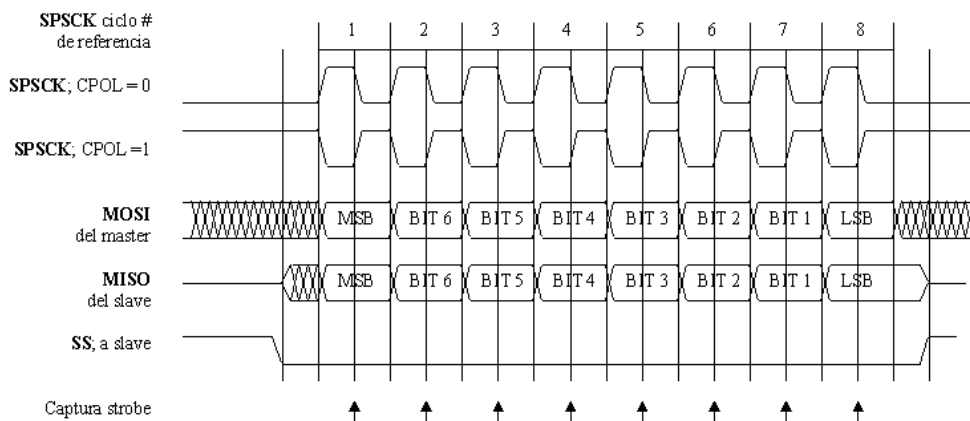 SPSCK ciclo #
de referencia
1 2 3 4 5 6 7 8
SPSCK; CPOL = 0
SPSCK; CPOL =1
MOSI
del master
MSB BIT 6 BIT 5 BIT 4 BIT 3 BIT 2 BIT 1 LSB
MISO
del slave
MSB BIT 6 BIT 5 BIT 4 BIT 3 BIT 2 BIT 1 LSB
SS; a slave
Captura strobe